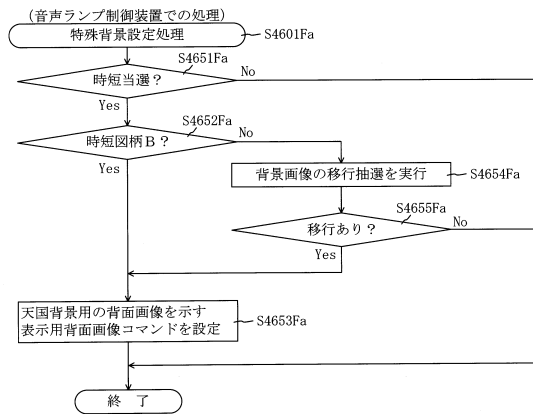 (音声ランプ制御装置での処理)
特殊背景設定処理
S4601Fa
時短当選?
S4651Fa
No
Yes
時短図柄B?
S4652Fa
No
Yes
背景画像の移行抽選を実行
S4654Fa
移行あり?
S4655Fa
No
Yes
天国背景用の背面画像を示す
表示用背面画像コマンドを設定
S4653Fa
終 了